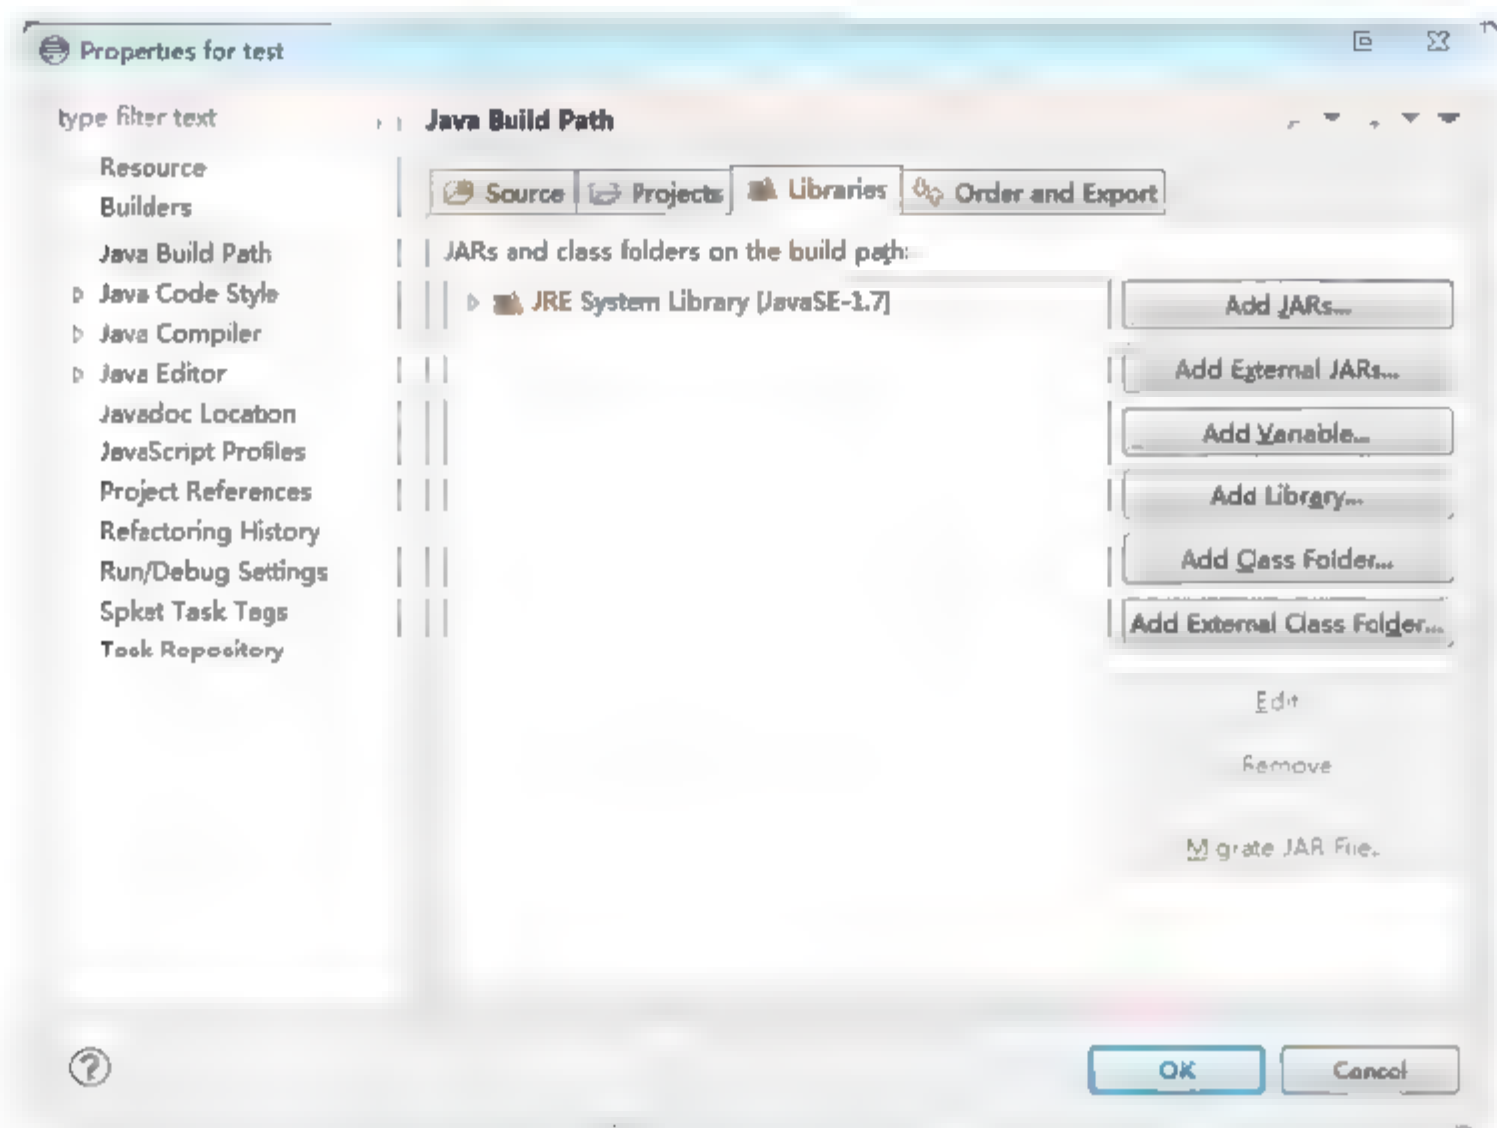 Properties for test
type filter text
Resource
Builders
Java Build Path
Java Code Style
Java Compiler
Java Editor
Javadoc Location
JavaScript Profiles
Project References
Refactoring History
Run/Debug Settings
Spket Task Tags
Task Repository
Java Build Path
Source Projects Libraries Order and Export
JARs and class folders on the build path:
JRE System Library [JavaSE-1.7]
Add JARs...
Add External JARs...
Add Variable...
Add Library...
Add Class Folder...
Add External Class Folder...
Edit
Remove
Migrate JAR File...
OK Cancel